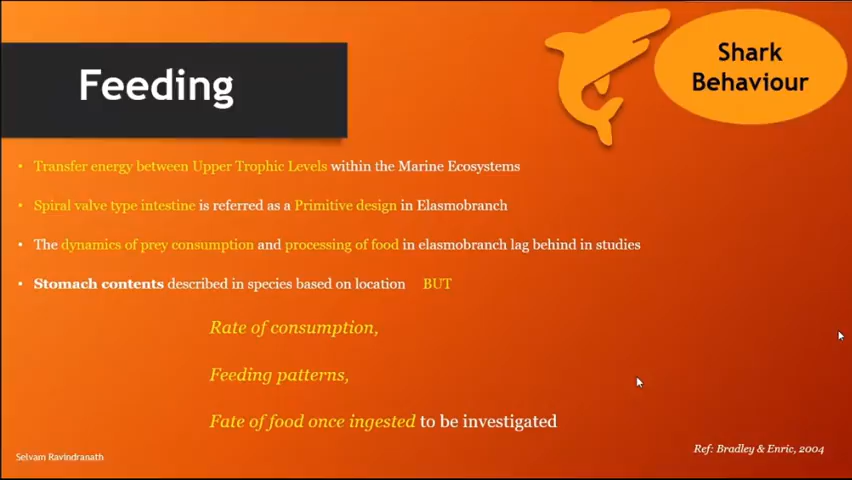 Feeding
Shark
Behaviour
• Transfer energy between Upper Trophic Levels within the Marine Ecosystems
• Spiral valve type intestine is referred as a Primitive design in Elasmobranch
• The dynamics of prey consumption and processing of food in elasmobranch lag behind in studies
• Stomach contents described in species based on location BUT
Rate of consumption,
Feeding patterns,
Fate of food once ingested to be investigated
Ref: Bradley & Enric, 2004
Selvam Ravindranath